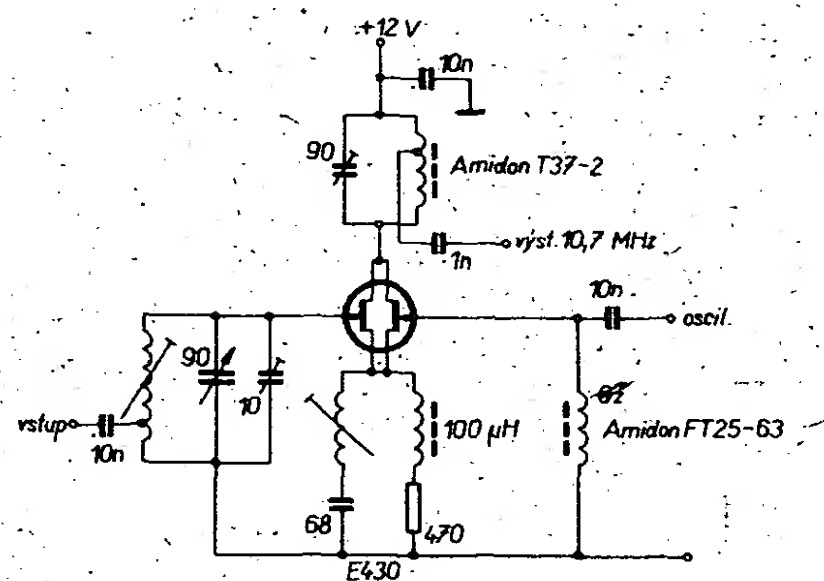 +12 V
10n
90
Amidon T37-2
výst. 10,7 MHz
1n
10n
oscil.
90
10
vstup
10n
100 µH
Amidon FT25-63
68
470
E430